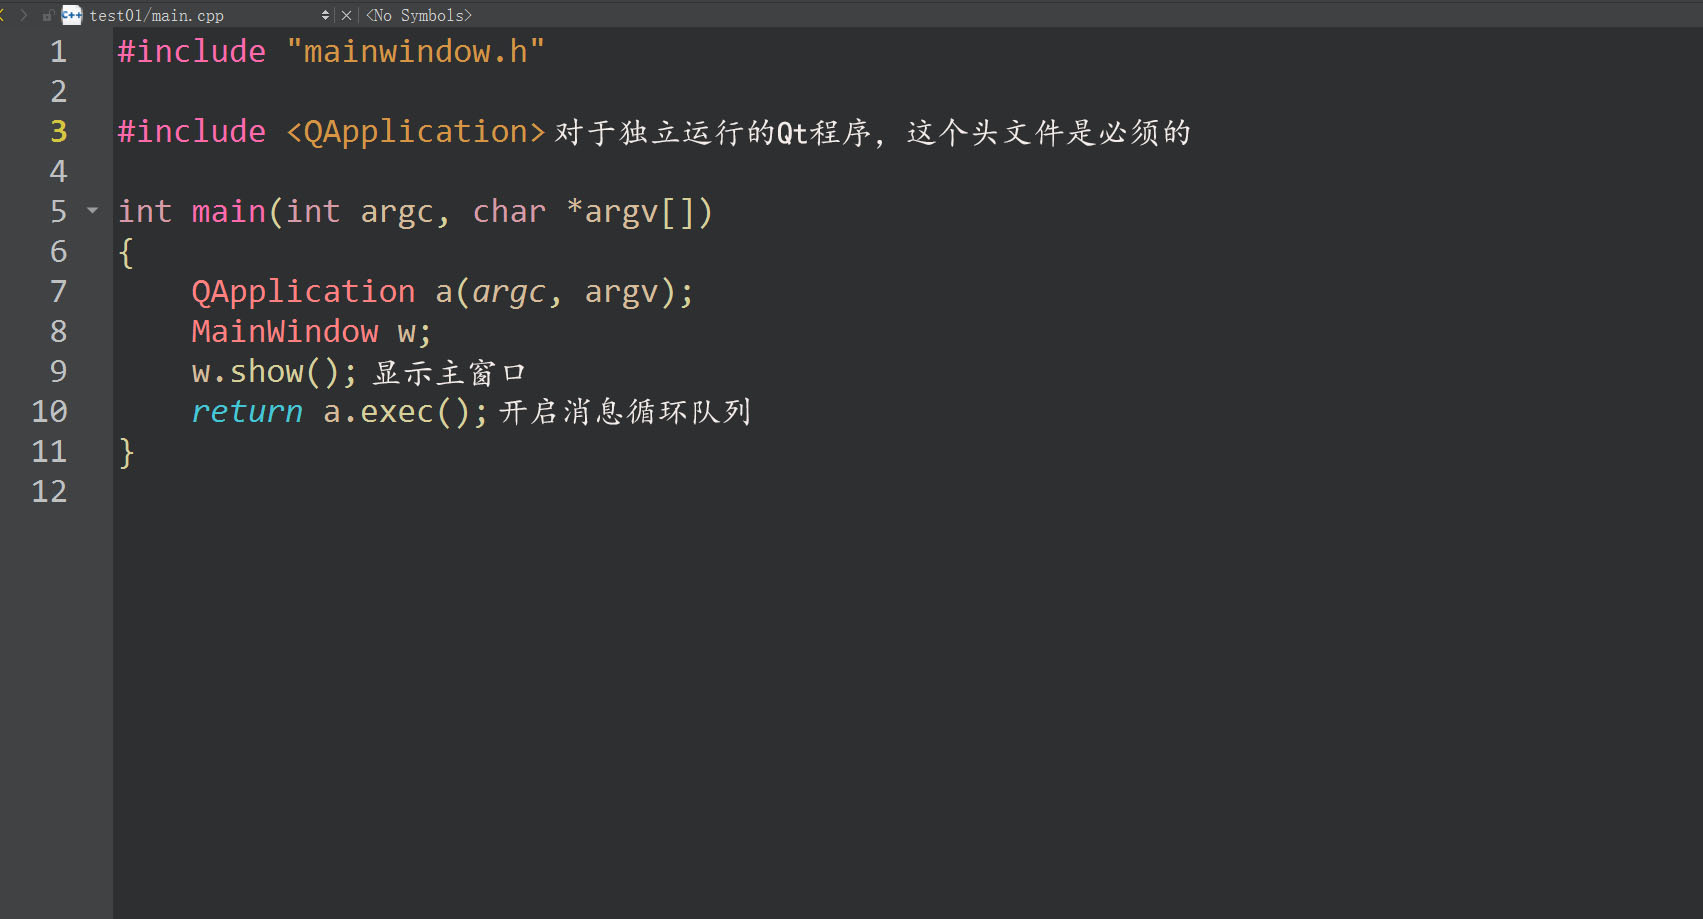 test01/main.cpp <No Symbols>
1 #include "mainwindow.h"
2
3 #include <QApplication> 对于独立运行的Qt程序，这个头文件是必须的
4
5 int main(int argc, char *argv[])
6 {
7 QApplication a(argc, argv);
8 MainWindow w;
9 w.show(); 显示主窗口
10 return a.exec(); 开启消息循环队列
11 }
12